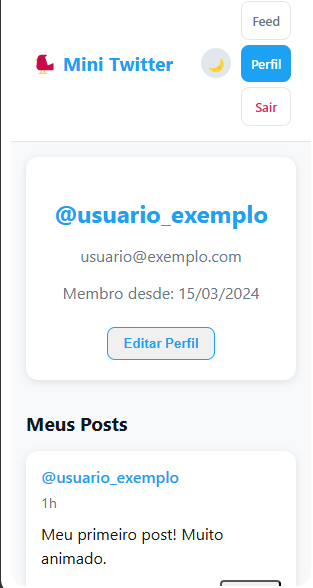 Feed
Mini Twitter
Perfil
Sair
@usuario_exemplo
usuario@exemplo.com
Membro desde: 15/03/2024
Editar Perfil
Meus Posts
@usuario_exemplo
1h
Meu primeiro post! Muito
animado.